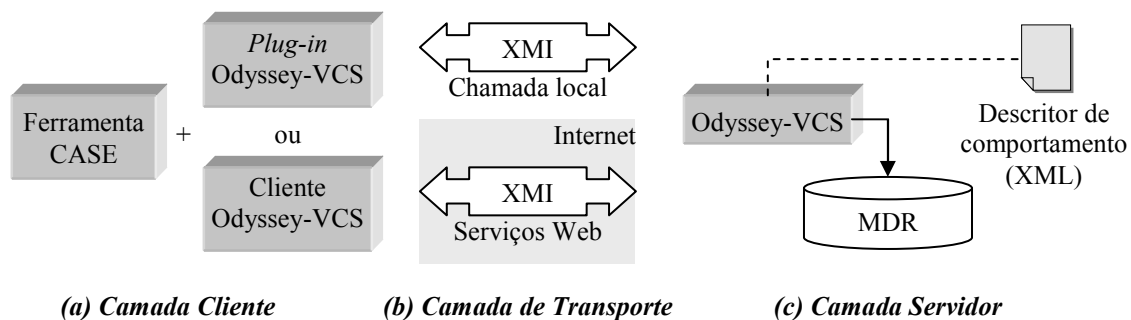 Ferramenta
CASE
+
Plug-in
Odyssey-VCS
ou
Cliente
Odyssey-VCS
XMI
Chamada local
Internet
XMI
Serviços Web
Odyssey-VCS
MDR
Descritor de
comportamento
(XML)
(a) Camada Cliente
(b) Camada de Transporte
(c) Camada Servidor